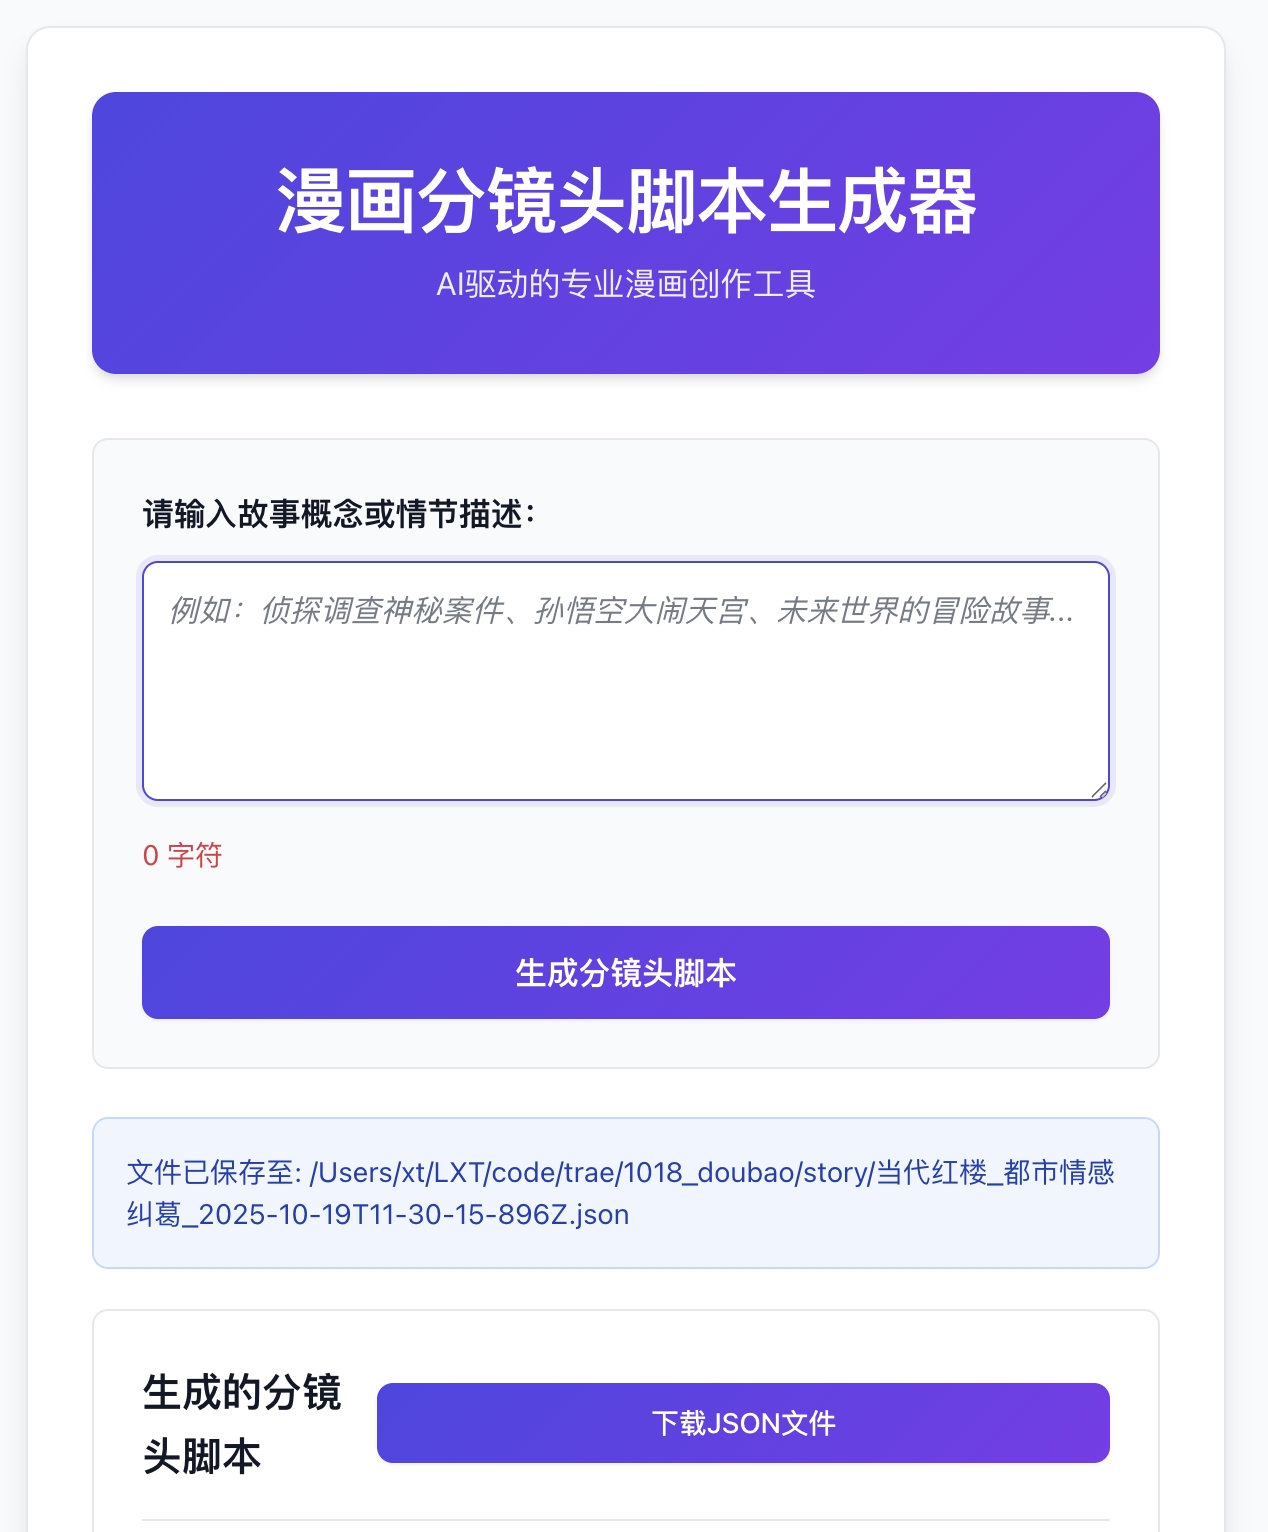 漫画分镜头脚本生成器
AI驱动的专业漫画创作工具
请输入故事概念或情节描述：
例如：侦探调查神秘案件、孙悟空大闹天宫、未来世界的冒险故事...
0 字符
生成分镜头脚本
文件已保存至: /Users/xt/LXT/code/trae/1018_doubao/story/当代红楼_都市情感
纠葛_2025-10-19T11-30-15-896Z.json
生成的分镜
头脚本
下载JSON文件